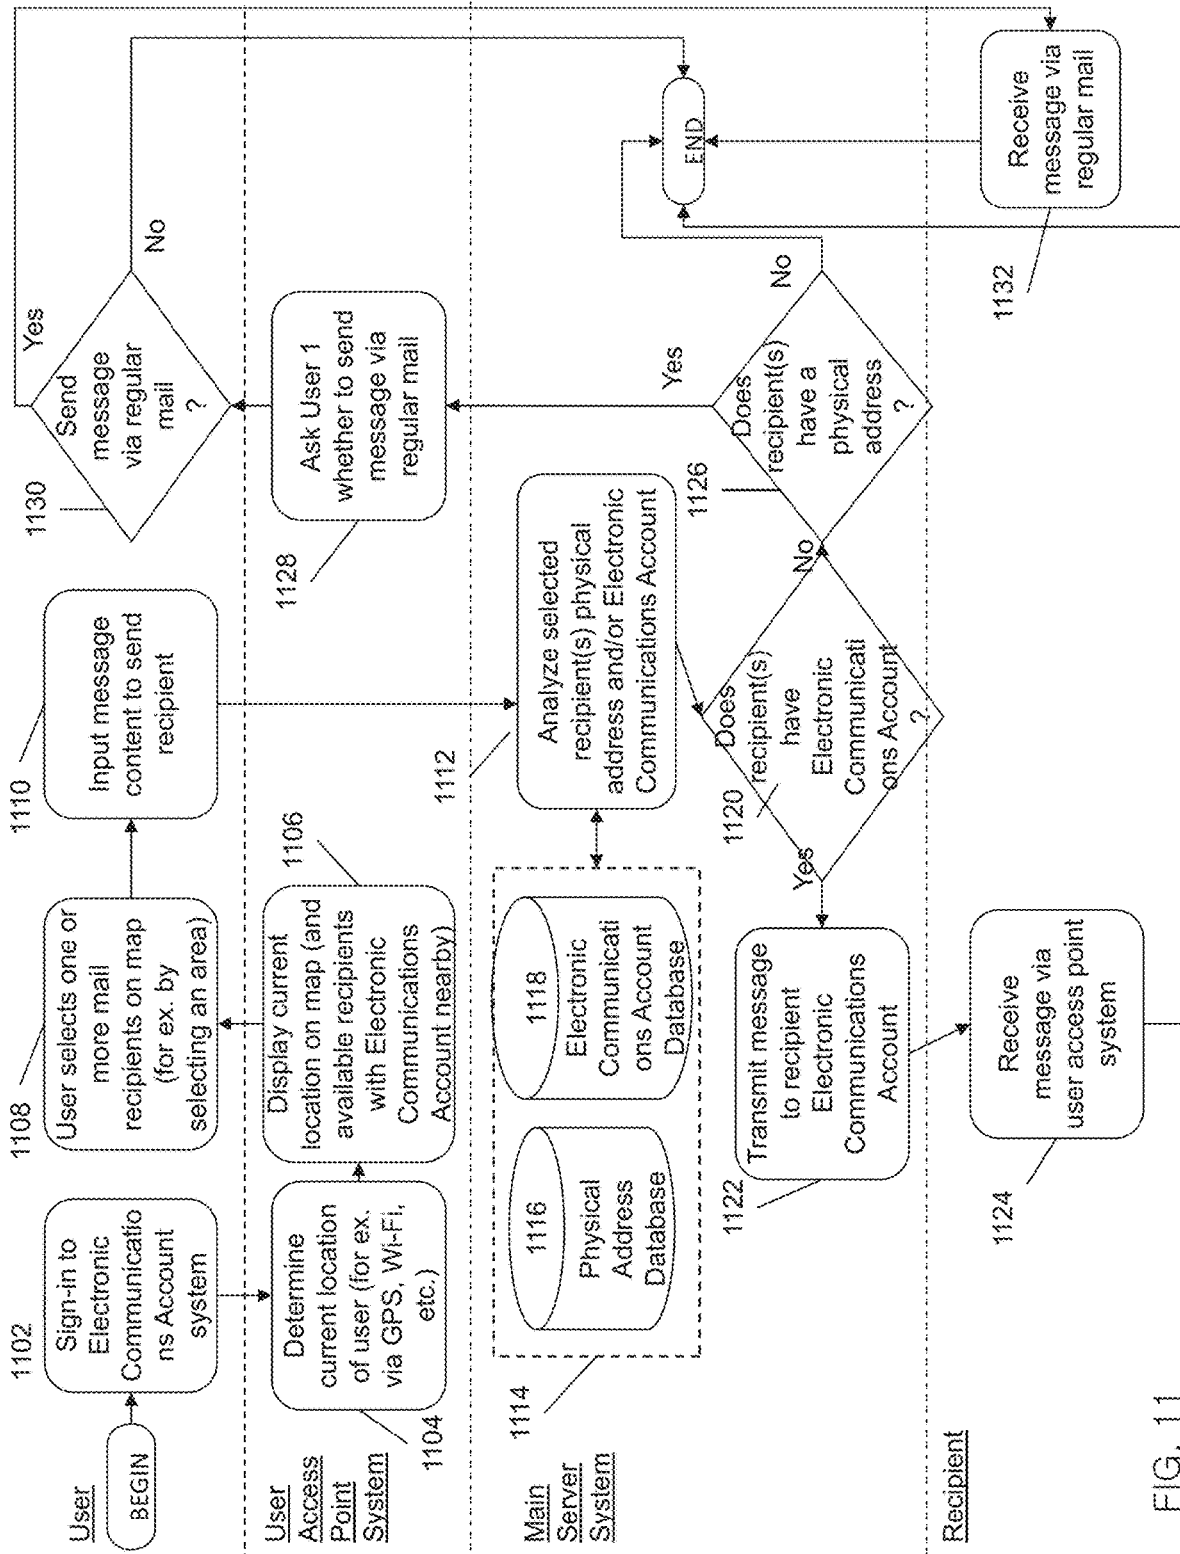 User
BEGIN
1102
Sign-in to
Electronic
Communicatio
ns Account
system
1108
User selects one or
more mail
recipients on map
(for ex. by
selecting an area)
1110
Input message
content to send
recipient
1130
Send
message
via regular
mail
?
Yes
No
User
Access
Point
System
1104
Determine
current location
of user (for ex.
via GPS, Wi-Fi,
etc.)
1106
Display current
location on map (and
available recipients
with Electronic
Communications
Account nearby)
1128
Ask User 1
whether to send
message via
regular mail
Main
Server
System
1114
1116
Physical
Address
Database
1118
Electronic
Communicati
ons Account
Database
1112
Analyze selected
recipient(s) physical
address and/or Electronic
Communications Account
1120
Does
recipient(s)
have
Electronic
Communicati
ons Account
?
Yes
No
1122
Transmit message
to recipient
Electronic
Communications
Account
1126
Does
recipient(s)
have a
physical
address
?
Yes
No
END
Recipient
1124
Receive
message via
user access point
system
1132
Receive
message via
regular mail
FIG. 11